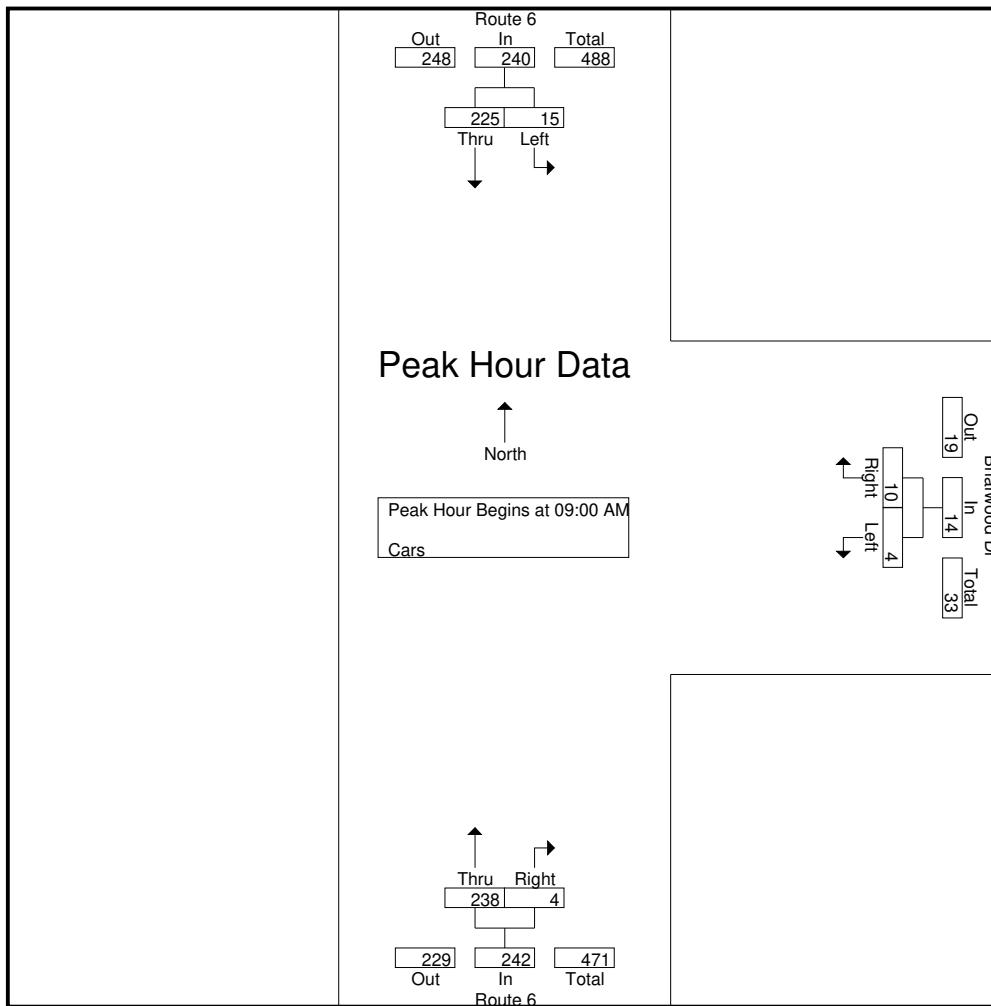 Route 6
Out In Total
248 240 488
225 15
Thru Left
Peak Hour Data
North
Peak Hour Begins at 09:00 AM
Cars
Out In Total
19 14 33
Right Left
10 4
Thru Right
238 4
229 242 471
Out In Total
Route 6